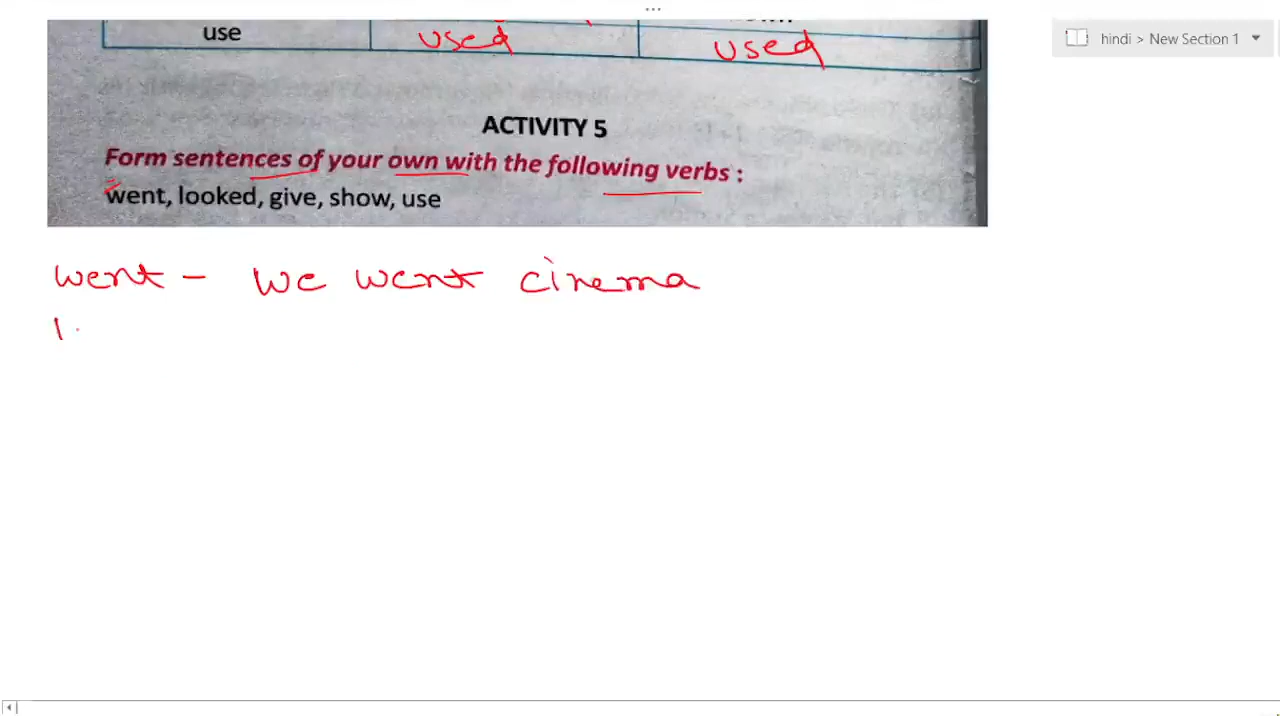 hindi > New Section 1
use used used
ACTIVITY 5
Form sentences of your own with the following verbs :
went, looked, give, show, use
went - we went cinema